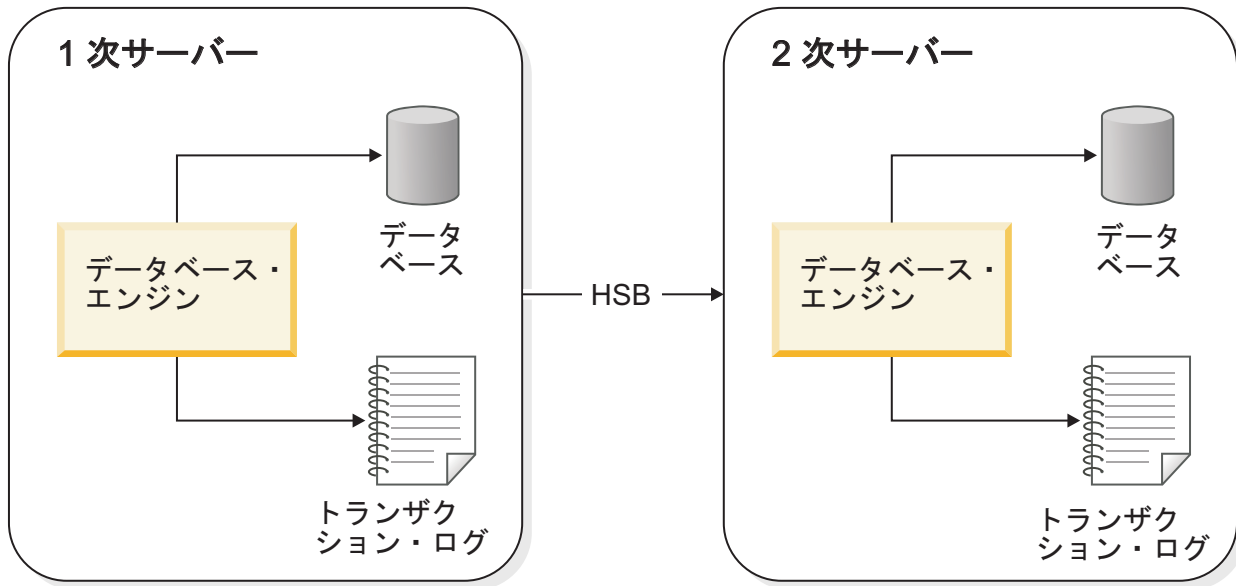 1 次サーバー
データ
ベース
データベース・
エンジン
トランザク
ション・ログ
HSB
2 次サーバー
データ
ベース
データベース・
エンジン
トランザク
ション・ログ